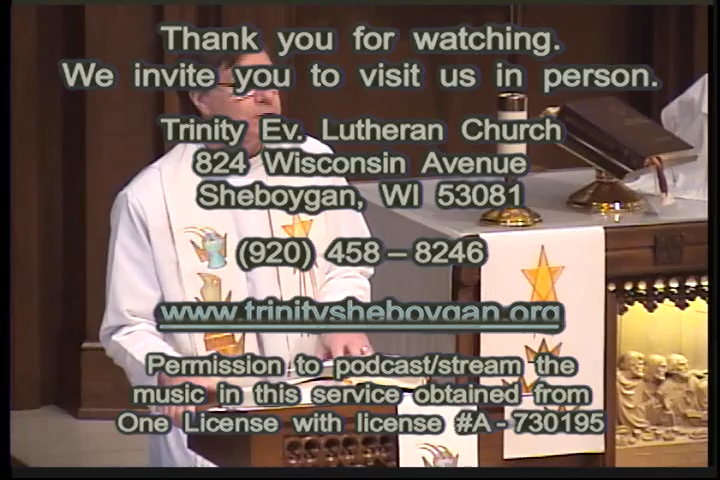 Thank you for watching.
We invite you to visit us in person.
Trinity Ev. Lutheran Church
824 Wisconsin Avenue
Sheboygan, WI 53081
(920) 458 – 8246
www.trinitysheboygan.org
Permission to podcast/stream the
music in this service obtained from
One License with license #A - 730195